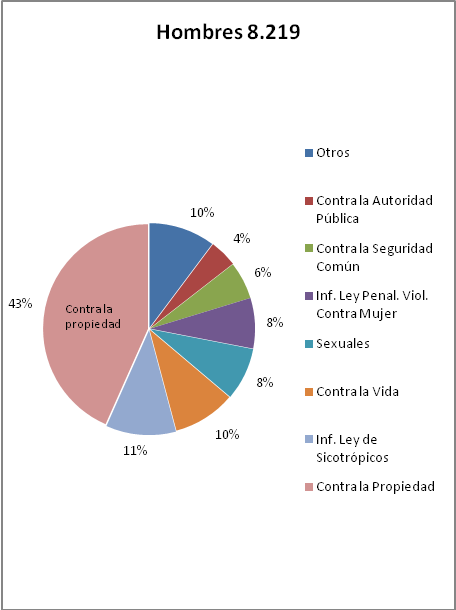 Hombres 8.219
Otros
10%
4%
Contra la Autoridad
Pública
Contra la Seguridad
Común
6%
43%
Contra la
propiedad
Inf. Ley Penal. Viol.
Contra Mujer
8%
Sexuales
8%
Contra la Vida
10%
11%
Inf. Ley de
Sicotrópicos
Contra la Propiedad